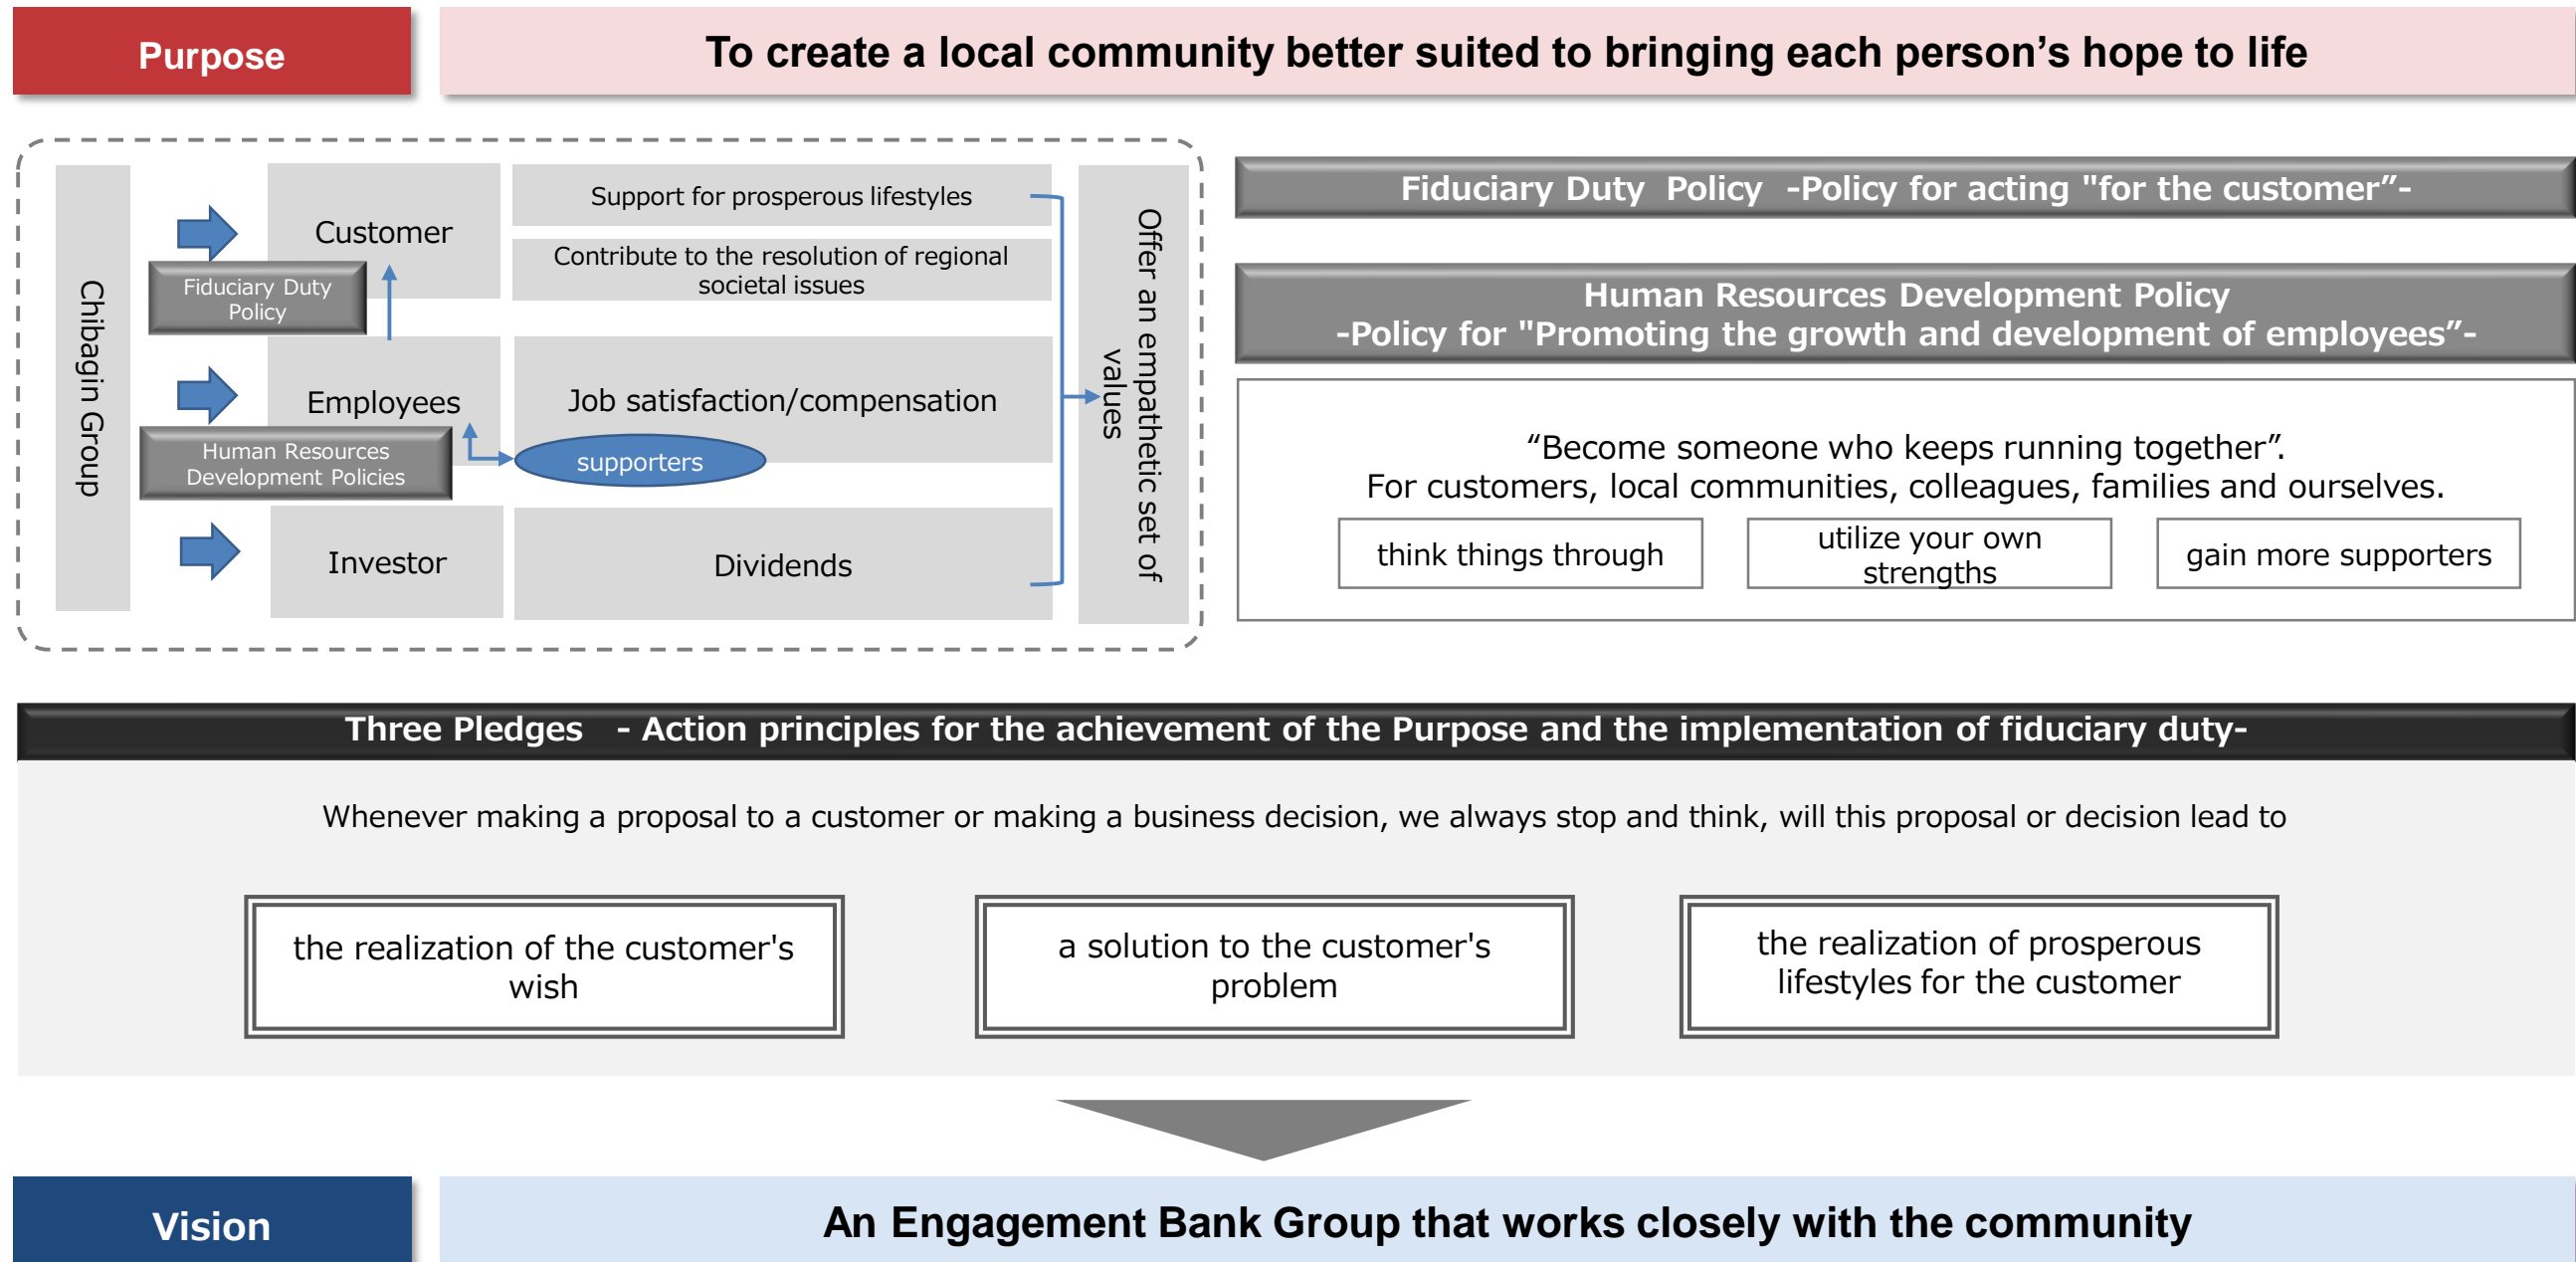 Purpose
To create a local community better suited to bringing each person’s hope to life
Chibagin Group
Customer
Support for prosperous lifestyles
Contribute to the resolution of regional
societal issues
Fiduciary Duty
Policy
Employees
Job satisfaction/compensation
supporters
Human Resources
Development Policies
Investor
Dividends
Offer an empathetic set of
values
Fiduciary Duty  Policy  -Policy for acting "for the customer”-
Human Resources Development Policy
-Policy for "Promoting the growth and development of employees”-
“Become someone who keeps running together”.
For customers, local communities, colleagues, families and ourselves.
think things through
utilize your own
strengths
gain more supporters
Three Pledges   - Action principles for the achievement of the Purpose and the implementation of fiduciary duty-
Whenever making a proposal to a customer or making a business decision, we always stop and think, will this proposal or decision lead to
the realization of the customer's
wish
a solution to the customer's
problem
the realization of prosperous
lifestyles for the customer
Vision
An Engagement Bank Group that works closely with the community